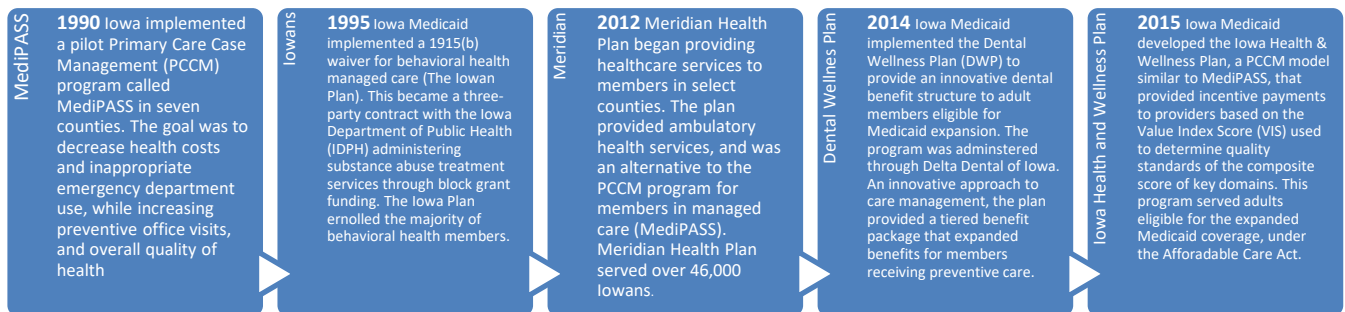 MediPASS
1990 Iowa implemented
a pilot Primary Care Case
Management (PCCM)
program called
MediPASS in seven
counties. The goal was to
decrease health costs
and inappropriate
emergency department
use, while increasing
preventive office visits,
and overall quality of
health
Iowans
1995 Iowa Medicaid
implemented a 1915(b)
waiver for behavioral health
managed care (The Iowan
Plan). This became a three-
party contract with the Iowa
Department of Public Health
(IDPH) administering
substance abuse treatment
services through block grant
funding. The Iowa Plan
ernolled the majority of
behavioral health members.
Meridian
2012 Meridian Health
Plan began providing
healthcare services to
members in select
counties. The plan
provided ambulatory
health services, and was
an alternative to the
PCCM program for
members in managed
care (MediPASS).
Meridian Health Plan
served over 46,000
Iowans.
Dental Wellness Plan
2014 Iowa Medicaid
implemented the Dental
Wellness Plan (DWP) to
provide an innovative dental
benefit structure to adult
members eligible for
Medicaid expansion. The
program was adminstered
through Delta Dental of Iowa.
An innovative approach to
care management, the plan
provided a tiered benefit
package that expanded
benefits for members
receiving preventive care.
Iowa Health and Wellness Plan
2015 Iowa Medicaid
developed the Iowa Health &
Wellness Plan, a PCCM model
similar to MediPASS, that
provided incentive payments
to providers based on the
Value Index Score (VIS) used
to determine quality
standards of the composite
score of key domains. This
program served adults
eligible for the expanded
Medicaid coverage, under
the Afforadable Care Act.